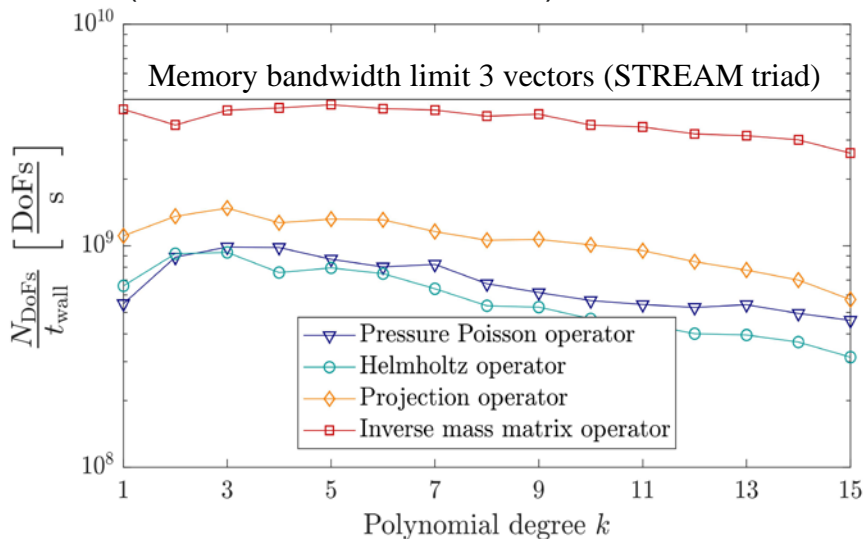 10^10
Memory bandwidth limit 3 vectors (STREAM triad)
N_DoFs / t_wall [DoFs / s]
10^9
Pressure Poisson operator
Helmholtz operator
Projection operator
Inverse mass matrix operator
10^8
1 3 5 7 9 11 13 15
Polynomial degree k